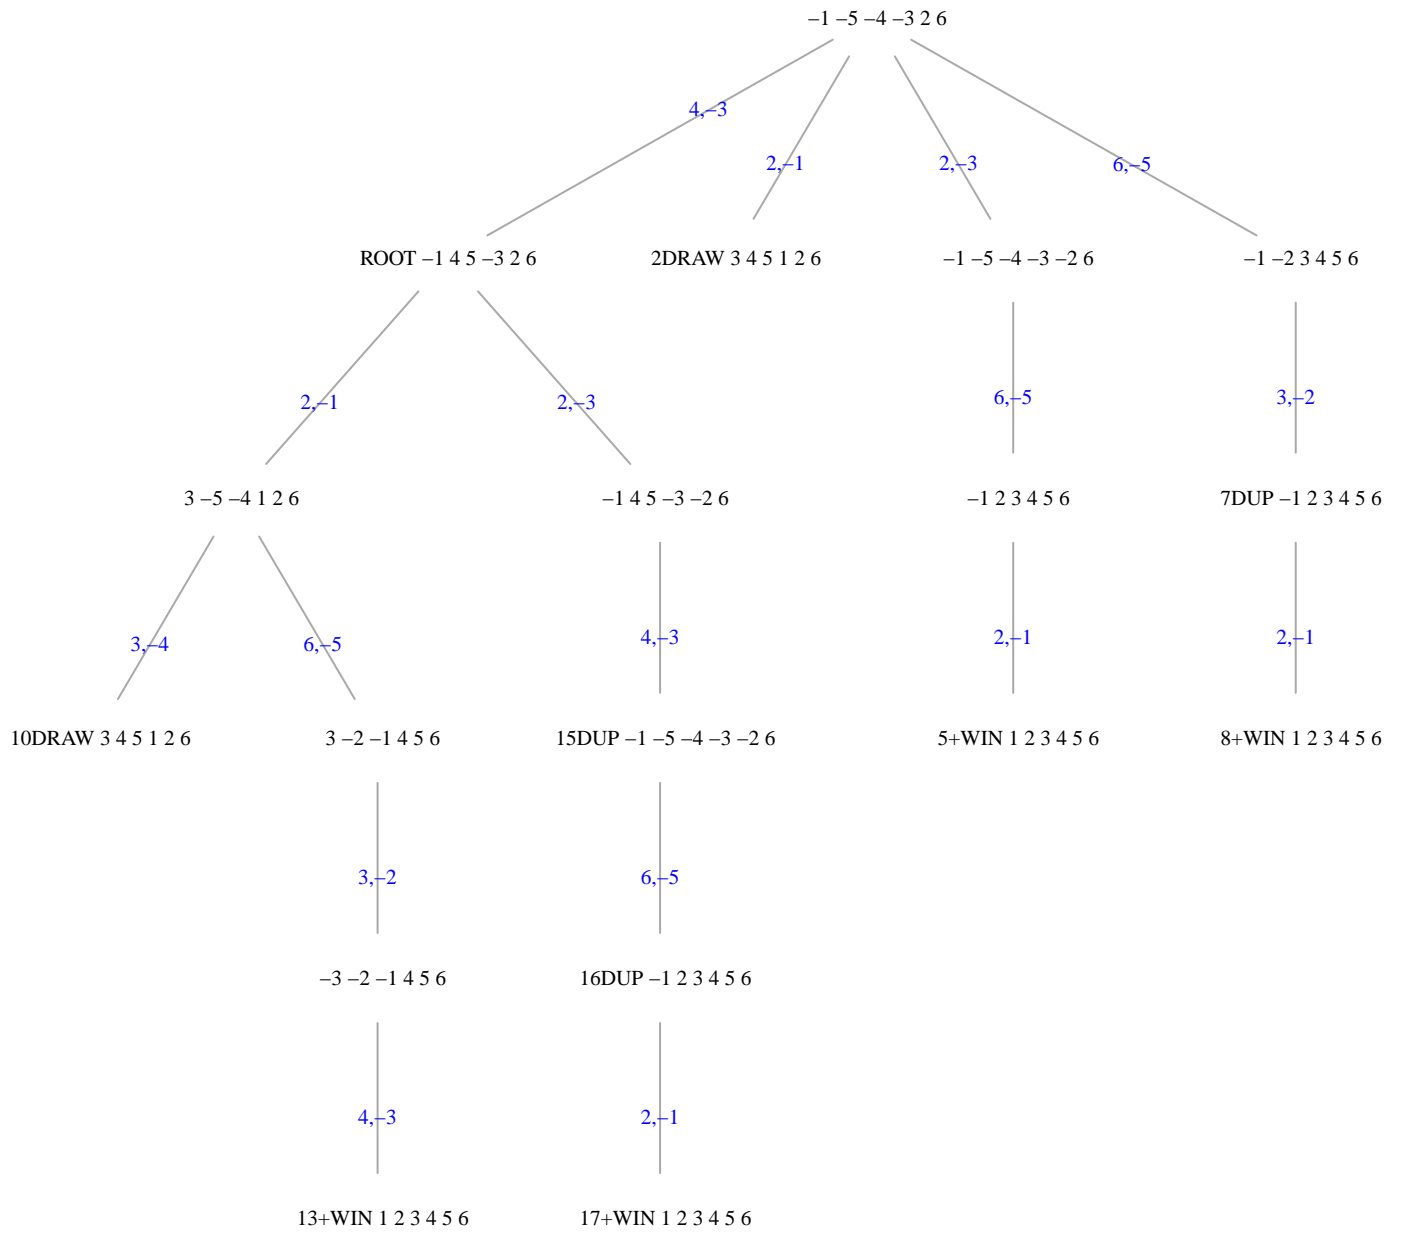 −1 −5 −4 −3 2 6
4,−3
2,−1
2,−3
6,−5
ROOT −1 4 5 −3 2 6
2DRAW 3 4 5 1 2 6
−1 −5 −4 −3 −2 6
−1 −2 3 4 5 6
2,−1
2,−3
6,−5
3,−2
3 −5 −4 1 2 6
−1 4 5 −3 −2 6
−1 2 3 4 5 6
7DUP −1 2 3 4 5 6
3,−4
6,−5
4,−3
2,−1
2,−1
10DRAW 3 4 5 1 2 6
3 −2 −1 4 5 6
15DUP −1 −5 −4 −3 −2 6
5+WIN 1 2 3 4 5 6
8+WIN 1 2 3 4 5 6
3,−2
6,−5
−3 −2 −1 4 5 6
16DUP −1 2 3 4 5 6
4,−3
2,−1
13+WIN 1 2 3 4 5 6
17+WIN 1 2 3 4 5 6